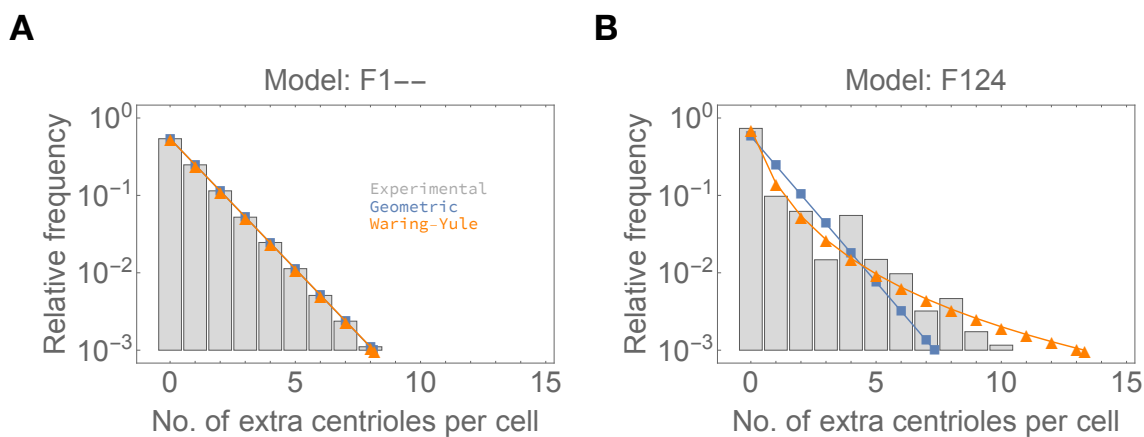 A
Model: F1--
Relative frequency
10^0
10^-1
10^-2
10^-3
Experimental
Geometric
Waring-Yule
0 5 10 15
No. of extra centrioles per cell
B
Model: F124
Relative frequency
10^0
10^-1
10^-2
10^-3
0 5 10 15
No. of extra centrioles per cell